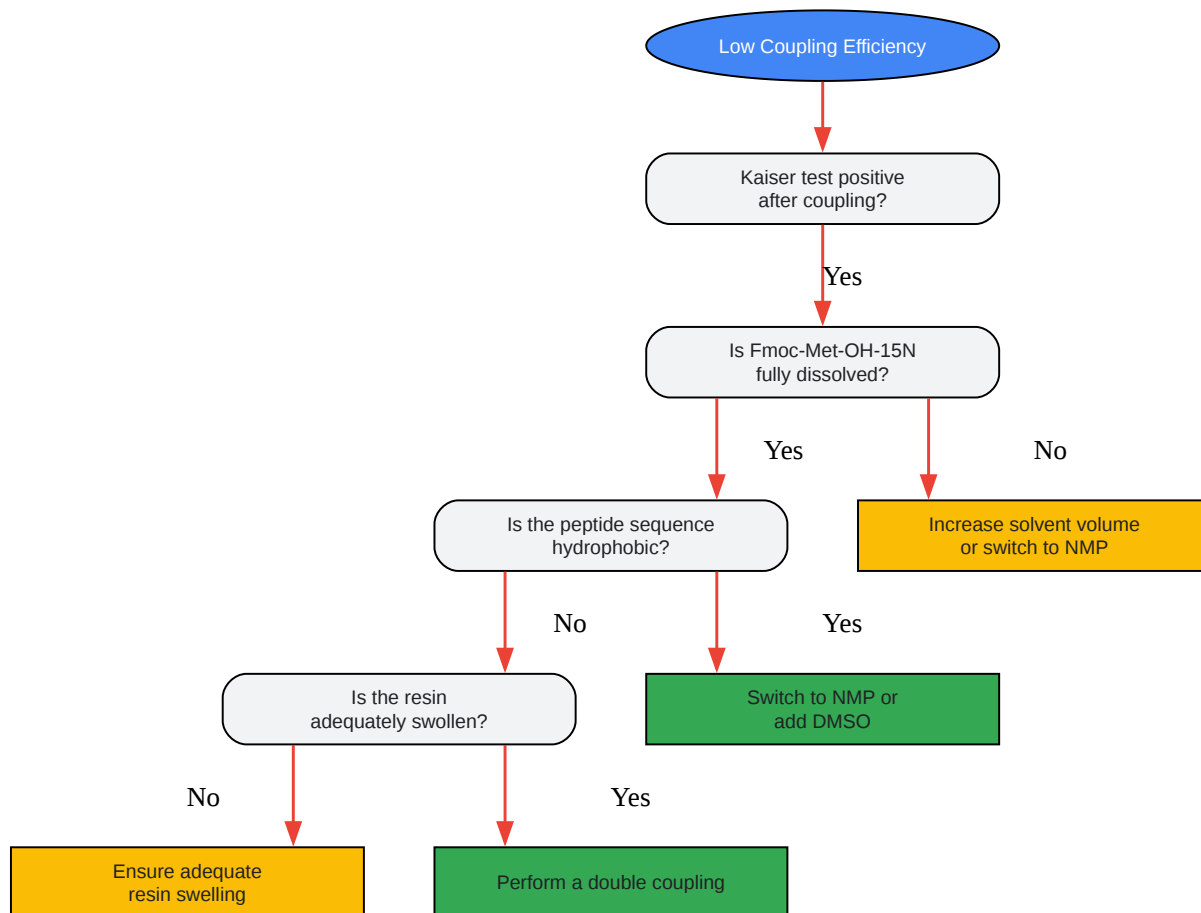 Low Coupling Efficiency
Kaiser test positive
after coupling?
Yes
Is Fmoc-Met-OH-15N
fully dissolved?
Yes
No
Is the peptide sequence
hydrophobic?
Increase solvent volume
or switch to NMP
No
Yes
Is the resin
adequately swollen?
Switch to NMP or
add DMSO
No
Yes
Ensure adequate
resin swelling
Perform a double coupling